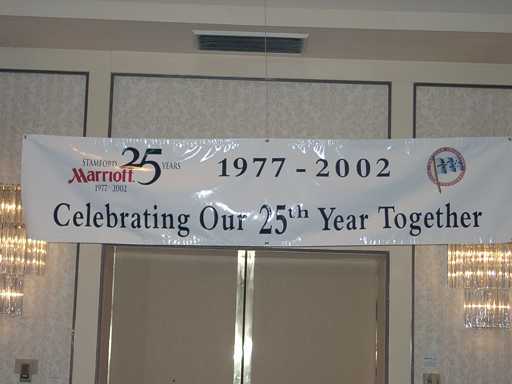 STAMFORD 25 YEARS
Marriott
1977 - 2002
1977 - 2002
Celebrating Our 25th Year Together